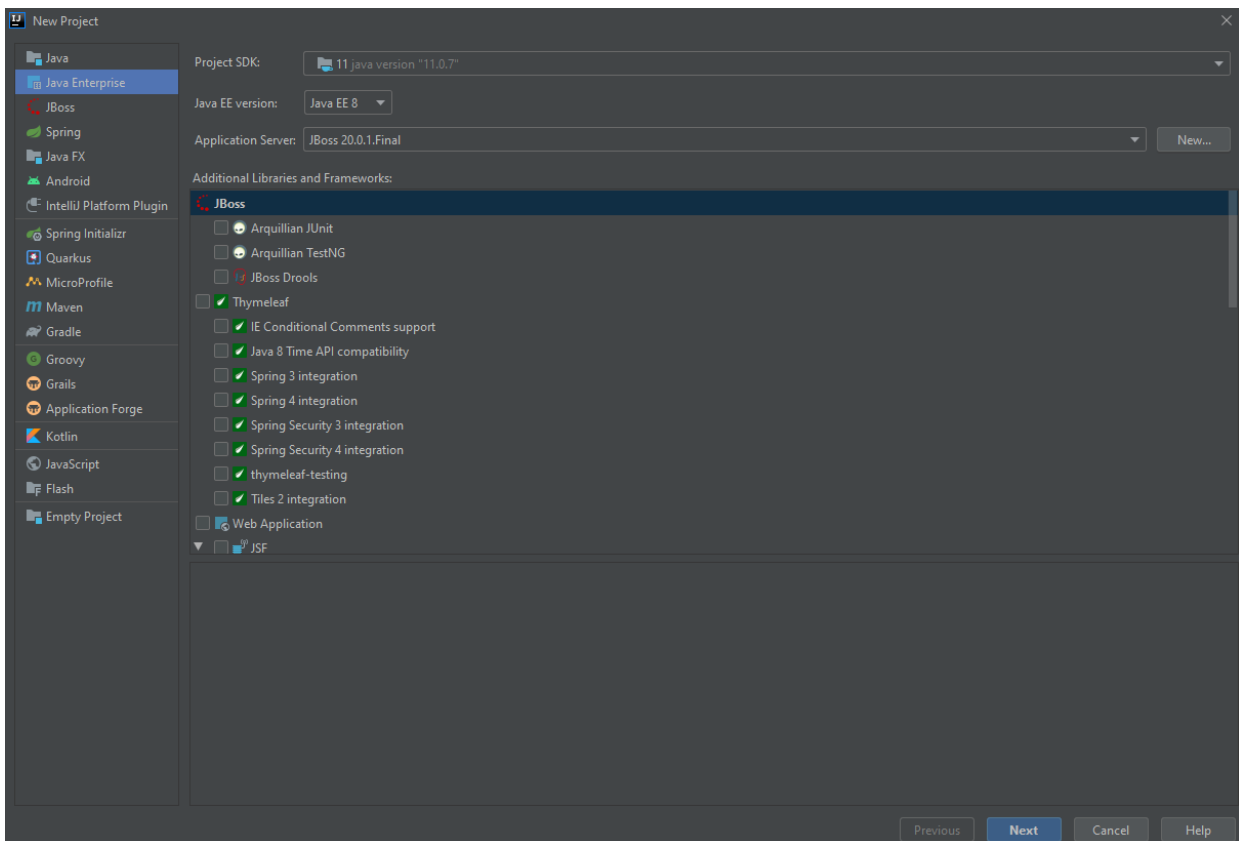 New Project
Java
Java Enterprise
JBoss
Spring
Java FX
Android
IntelliJ Platform Plugin
Spring Initializr
Quarkus
MicroProfile
Maven
Gradle
Groovy
Grails
Application Forge
Kotlin
JavaScript
Flash
Empty Project
Project SDK: 11 java version "11.0.7"
Java EE version: Java EE 8
Application Server: JBoss 20.0.1.Final New...
Additional Libraries and Frameworks:
JBoss
Arquillian JUnit
Arquillian TestNG
JBoss Drools
Thymeleaf
IE Conditional Comments support
Java 8 Time API compatibility
Spring 3 integration
Spring 4 integration
Spring Security 3 integration
Spring Security 4 integration
thymeleaf-testing
Tiles 2 integration
Web Application
JSF
Previous Next Cancel Help